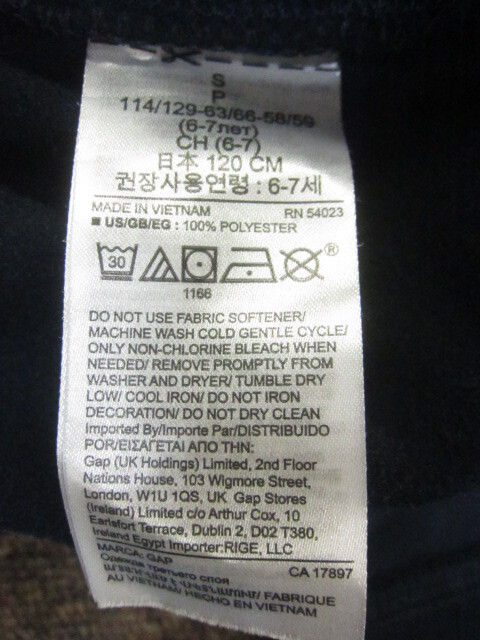 S
P
114/129-63/66-58/59
(6-7лет)
CH (6-7)
日本 120 CM
권장사용연령 : 6-7세
MADE IN VIETNAM RN 54023
■ US/GB/EG : 100% POLYESTER
30 ®
1166
DO NOT USE FABRIC SOFTENER/
MACHINE WASH COLD GENTLE CYCLE/
ONLY NON-CHLORINE BLEACH WHEN
NEEDED/ REMOVE PROMPTLY FROM
WASHER AND DRYER/ TUMBLE DRY
LOW/ COOL IRON/ DO NOT IRON
DECORATION/ DO NOT DRY CLEAN
Imported By/Importe Par/DISTRIBUIDO
POR/ΕΙΣΑΓΕΤΑΙ ΑΠΟ ΤΗΝ:
Gap (UK Holdings) Limited, 2nd Floor
Nations House, 103 Wigmore Street,
London, W1U 1QS, UK Gap Stores
(Ireland) Limited c/o Arthur Cox, 10
Earlsfort Terrace, Dublin 2, D02 T380,
Ireland Egypt Importer:RIGE, LLC
MARCA: GAP CA 17897
Одежда третьего слоя
FABRIQUE
AU VIETNAM/ HECHO EN VIETNAM